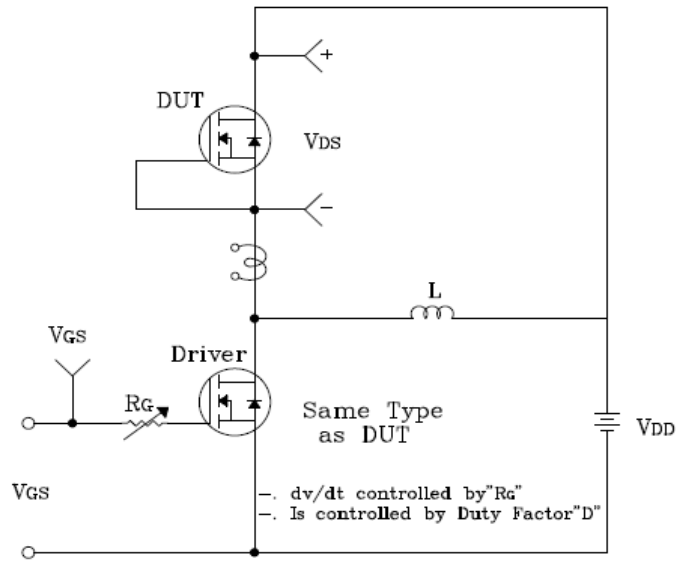 +
DUT
VDS
−
L
VGS
Driver
RG
Same Type
as DUT
VDD
VGS
−. dv/dt controlled by"RG"
−. Is controlled by Duty Factor"D"